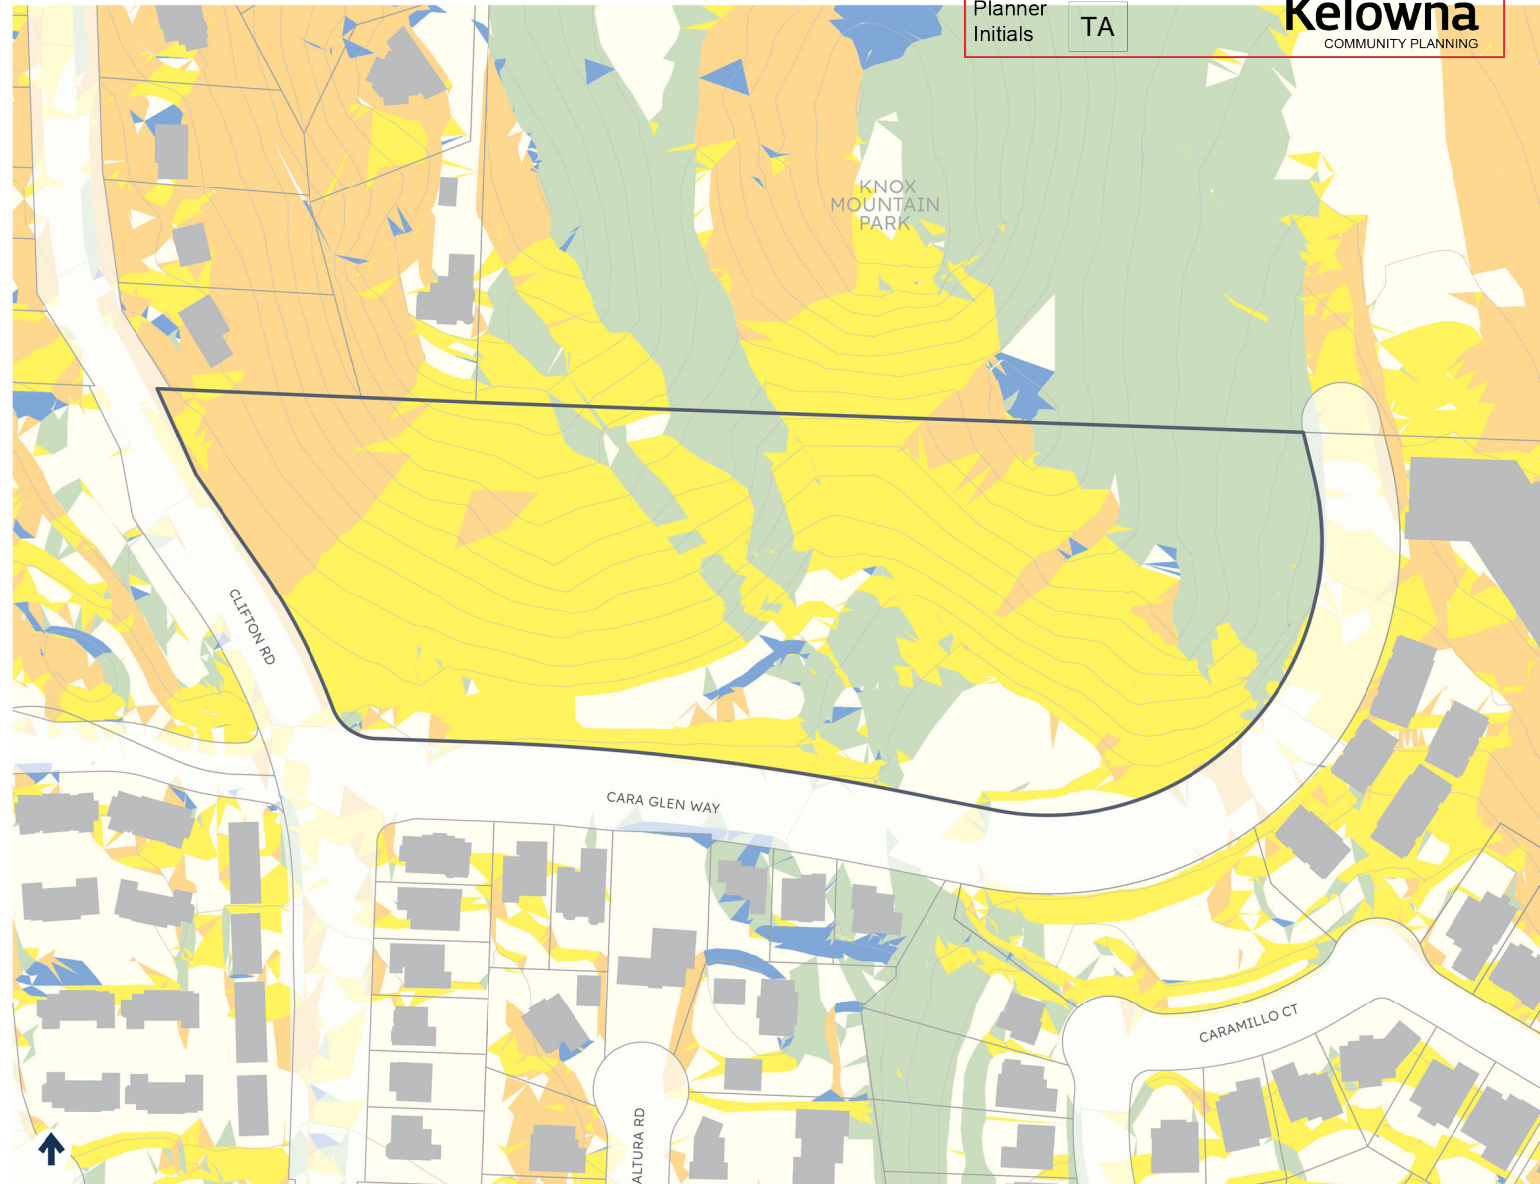 Planner
Initials
TA
Kelowna
COMMUNITY PLANNING
KNOX
MOUNTAIN
PARK
CLIFTON RD
CARA GLEN WAY
CARAMILLO CT
ALTURA RD